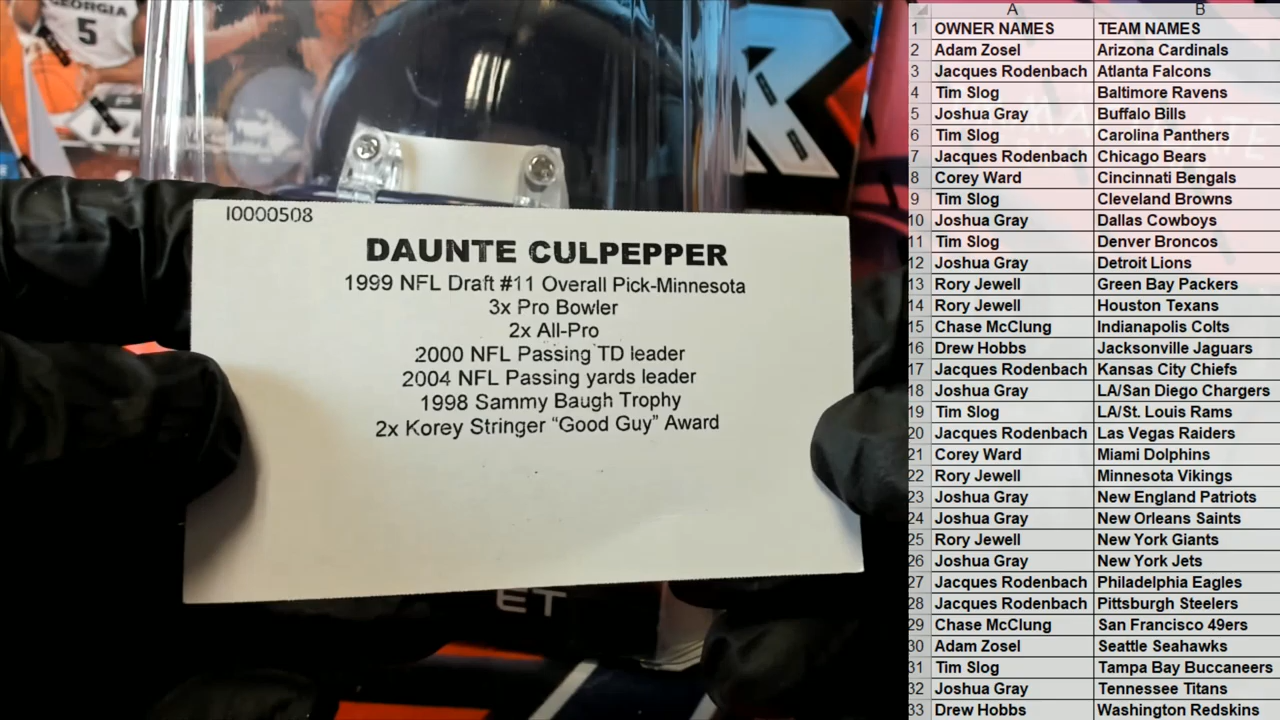 GEORGIA
5
10000508
DAUNTE CULPEPPER
1999 NFL Draft #11 Overall Pick-Minnesota
3x Pro Bowler
2x All-Pro
2000 NFL Passing TD leader
2004 NFL Passing yards leader
1998 Sammy Baugh Trophy
2x Korey Stringer “Good Guy” Award
ET
A B
1 OWNER NAMES TEAM NAMES
2 Adam Zosel Arizona Cardinals
3 Jacques Rodenbach Atlanta Falcons
4 Tim Slog Baltimore Ravens
5 Joshua Gray Buffalo Bills
6 Tim Slog Carolina Panthers
7 Jacques Rodenbach Chicago Bears
8 Corey Ward Cincinnati Bengals
9 Tim Slog Cleveland Browns
10 Joshua Gray Dallas Cowboys
11 Tim Slog Denver Broncos
12 Joshua Gray Detroit Lions
13 Rory Jewell Green Bay Packers
14 Rory Jewell Houston Texans
15 Chase McClung Indianapolis Colts
16 Drew Hobbs Jacksonville Jaguars
17 Jacques Rodenbach Kansas City Chiefs
18 Joshua Gray LA/San Diego Chargers
19 Tim Slog LA/St. Louis Rams
20 Jacques Rodenbach Las Vegas Raiders
21 Corey Ward Miami Dolphins
22 Rory Jewell Minnesota Vikings
23 Joshua Gray New England Patriots
24 Joshua Gray New Orleans Saints
25 Rory Jewell New York Giants
26 Joshua Gray New York Jets
27 Jacques Rodenbach Philadelphia Eagles
28 Jacques Rodenbach Pittsburgh Steelers
29 Chase McClung San Francisco 49ers
30 Adam Zosel Seattle Seahawks
31 Tim Slog Tampa Bay Buccaneers
32 Joshua Gray Tennessee Titans
33 Drew Hobbs Washington Redskins